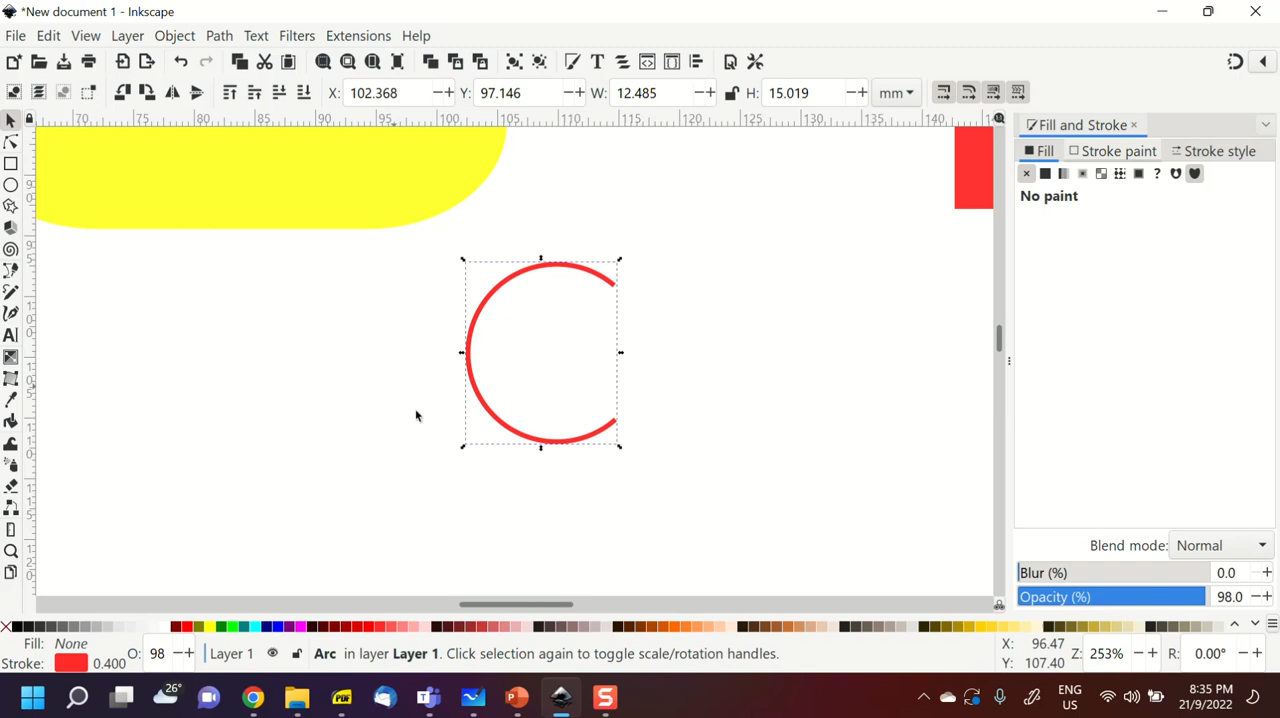 *New document 1 - Inkscape
File Edit View Layer Object Path Text Filters Extensions Help
X: 102.368 Y: 97.146 W: 12.485 H: 15.019 mm
70 80 85 90 95 100 105 110 115 120 125 130 135 140
Fill and Stroke
Fill Stroke paint Stroke style
No paint
Blend mode: Normal
Blur (%) 0.0
Opacity (%) 98.0
Fill: None
Stroke: 0.400 O: 98 Layer 1 Arc in layer Layer 1. Click selection again to toggle scale/rotation handles. X: 96.47 Y: 107.40 Z: 253% R: 0.00°
26°
PDF
ENG US
8:35 PM
21/9/2022